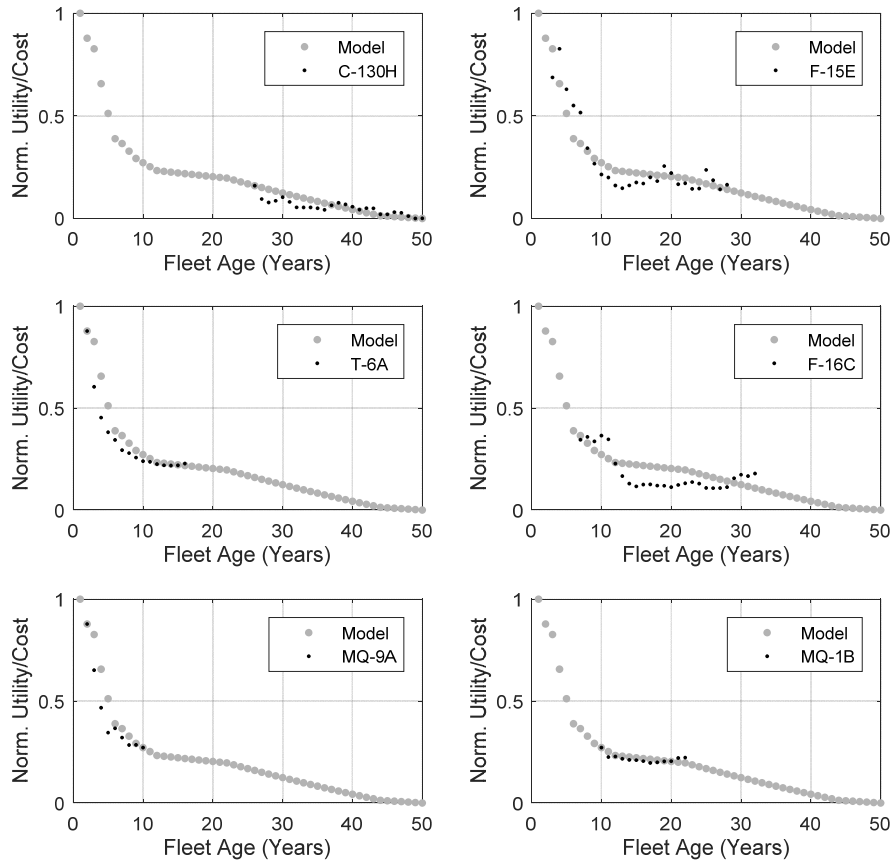 Norm. Utility/Cost
1
0.5
0
Model
C-130H
0 10 20 30 40 50
Fleet Age (Years)
Norm. Utility/Cost
1
0.5
0
Model
F-15E
0 10 20 30 40 50
Fleet Age (Years)
Norm. Utility/Cost
1
0.5
0
Model
T-6A
0 10 20 30 40 50
Fleet Age (Years)
Norm. Utility/Cost
1
0.5
0
Model
F-16C
0 10 20 30 40 50
Fleet Age (Years)
Norm. Utility/Cost
1
0.5
0
Model
MQ-9A
0 10 20 30 40 50
Fleet Age (Years)
Norm. Utility/Cost
1
0.5
0
Model
MQ-1B
0 10 20 30 40 50
Fleet Age (Years)